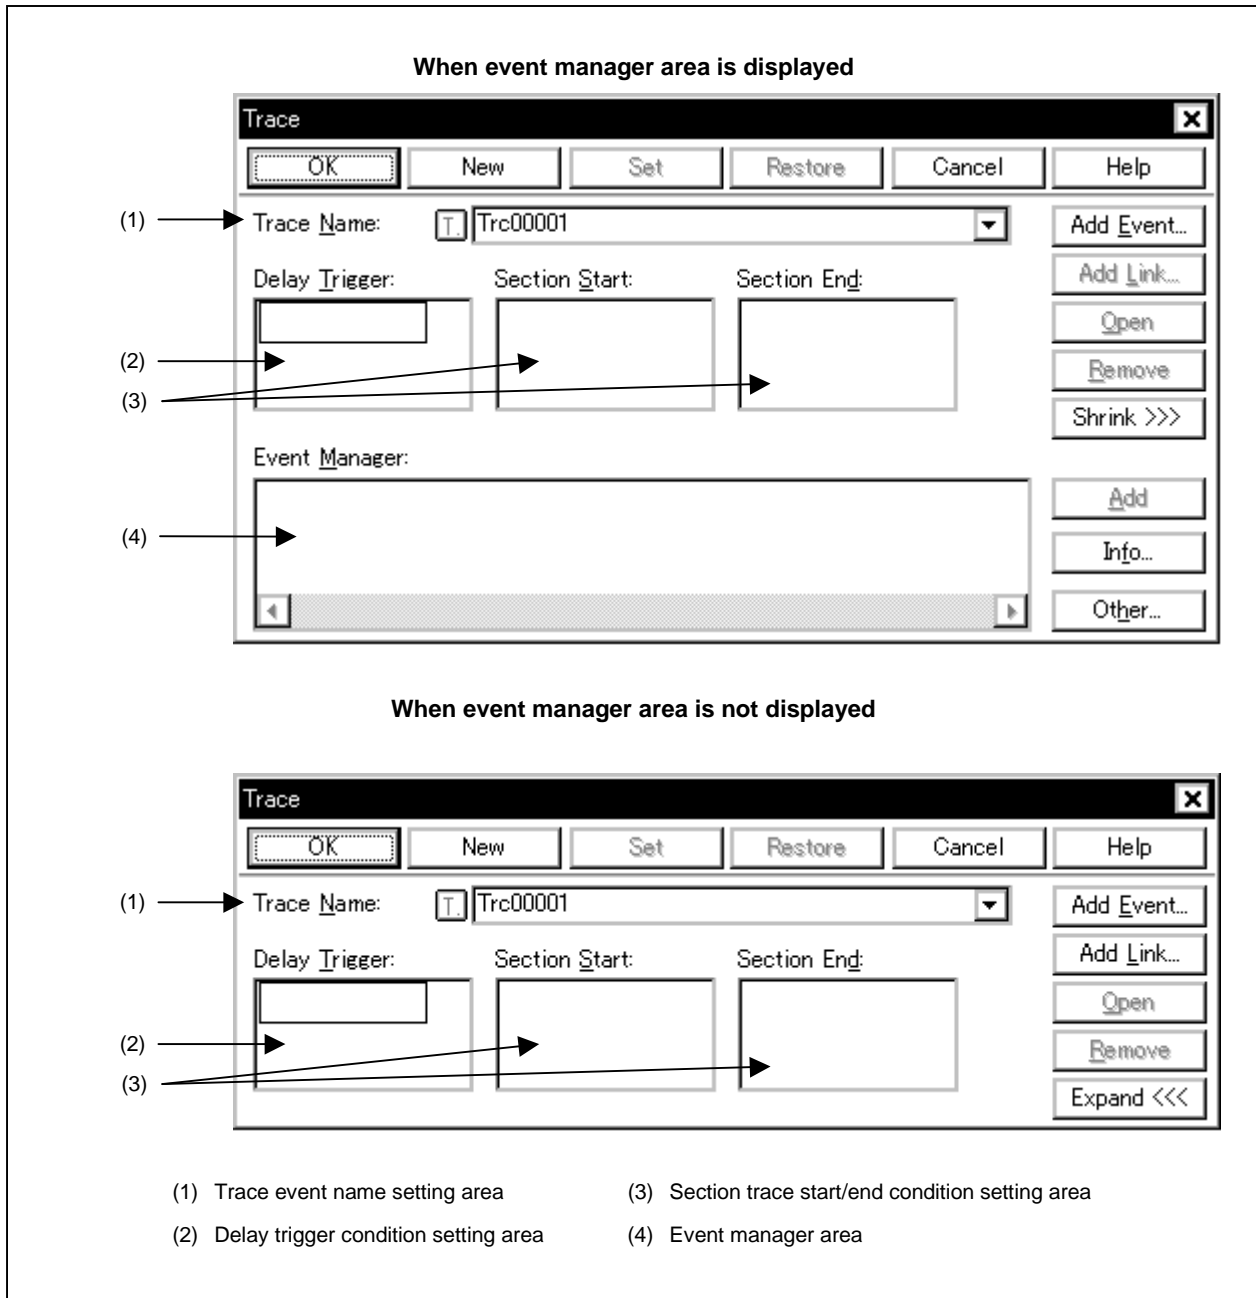 When event manager area is displayed
Trace
OK New Set Restore Cancel Help
(1) Trace Name: T. Trc00001 Add Event...
Delay Trigger: Section Start: Section End: Add Link...
Open
(2) Remove
(3) Shrink >>>
Event Manager:
Add
(4) Info...
Other...
When event manager area is not displayed
Trace
OK New Set Restore Cancel Help
(1) Trace Name: T. Trc00001 Add Event...
Delay Trigger: Section Start: Section End: Add Link...
Open
(2) Remove
(3) Expand <<<
(1) Trace event name setting area (3) Section trace start/end condition setting area
(2) Delay trigger condition setting area (4) Event manager area